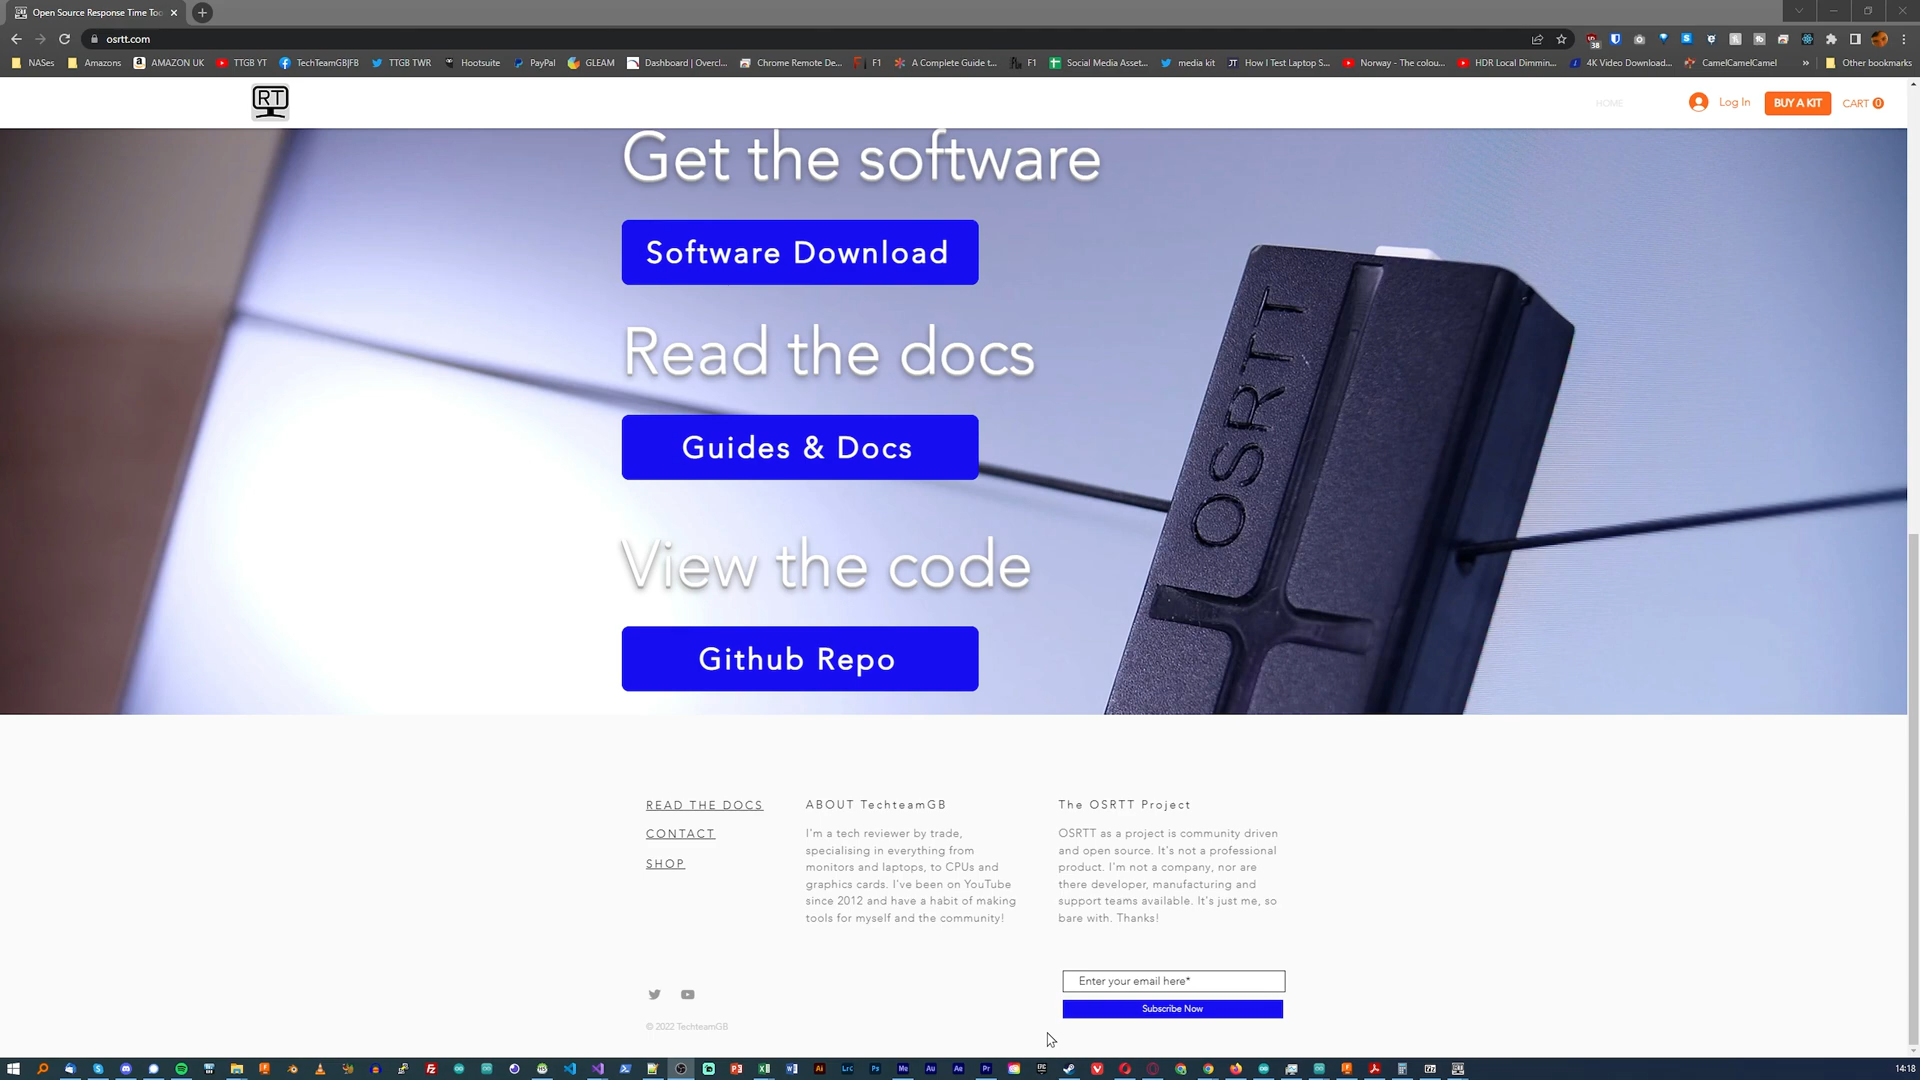 Open Source Response Time Too
osrtt.com
38
NASes
Amazons
AMAZON UK
TTGB YT
TechTeamGB|FB
TTGB TWR
Hootsuite
PayPal
GLEAM
Dashboard | Overcl...
Chrome Remote De...
F1
A Complete Guide t...
F1
Social Media Asset...
media kit
How I Test Laptop S...
Norway - The colou...
HDR Local Dimmin...
4K Video Download...
CamelCamelCamel
»
Other bookmarks
RT
HOME
Log In
BUY A KIT
CART 0
Get the software
Software Download
Read the docs
Guides & Docs
View the code
Github Repo
OSRTT
READ THE DOCS
CONTACT
SHOP
ABOUT TechteamGB
I'm a tech reviewer by trade,
specialising in everything from
monitors and laptops, to CPUs and
graphics cards. I've been on YouTube
since 2012 and have a habit of making
tools for myself and the community!
The OSRTT Project
OSRTT as a project is community driven
and open source. It's not a professional
product. I'm not a company, nor are
there developer, manufacturing and
support teams available. It's just me, so
bare with. Thanks!
Enter your email here*
Subscribe Now
© 2022 TechteamGB
14:18